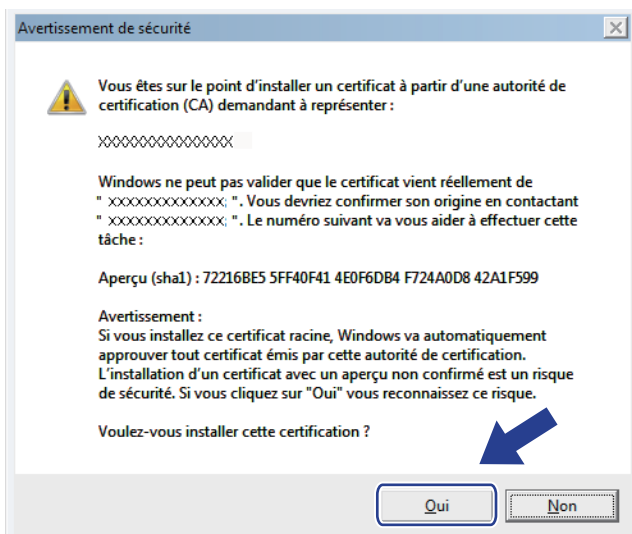 Avertissement de sécurité
Vous êtes sur le point d'installer un certificat à partir d'une autorité de
certification (CA) demandant à représenter :
XXXXXXXXXXXXXXX
Windows ne peut pas valider que le certificat vient réellement de
" XXXXXXXXXXXXX; ". Vous devriez confirmer son origine en contactant
" XXXXXXXXXXXXX; ". Le numéro suivant va vous aider à effectuer cette
tâche :
Aperçu (sha1) : 72216BE5 5FF40F41 4E0F6DB4 F724A0D8 42A1F599
Avertissement :
Si vous installez ce certificat racine, Windows va automatiquement
approuver tout certificat émis par cette autorité de certification.
L'installation d'un certificat avec un aperçu non confirmé est un risque
de sécurité. Si vous cliquez sur "Oui" vous reconnaissez ce risque.
Voulez-vous installer cette certification ?
Oui Non